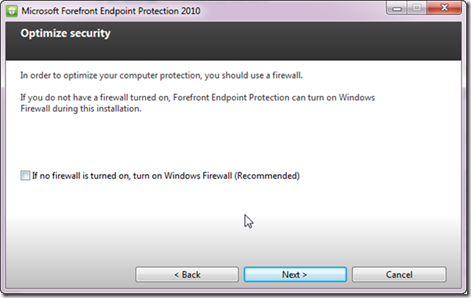 Microsoft Forefront Endpoint Protection 2010
Optimize security
In order to optimize your computer protection, you should use a firewall.
If you do not have a firewall turned on, Forefront Endpoint Protection can turn on Windows
Firewall during this installation.
If no firewall is turned on, turn on Windows Firewall (Recommended)
< Back
Next >
Cancel